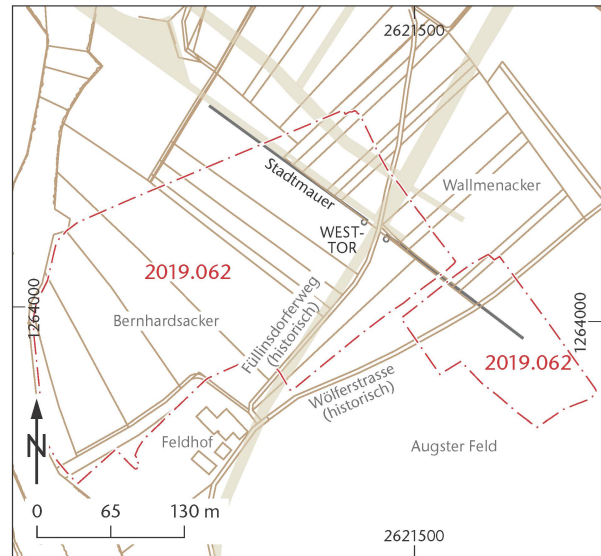 2621500
Stadtmauer
Wallmenacker
WEST-
TOR
2019.062
1264000
Bernhardsacker
Füllinsdorferweg
(historisch)
1264000
2019.062
Wölferstrasse
(historisch)
Feldhof
Augster Feld
N
0 65 130 m
2621500